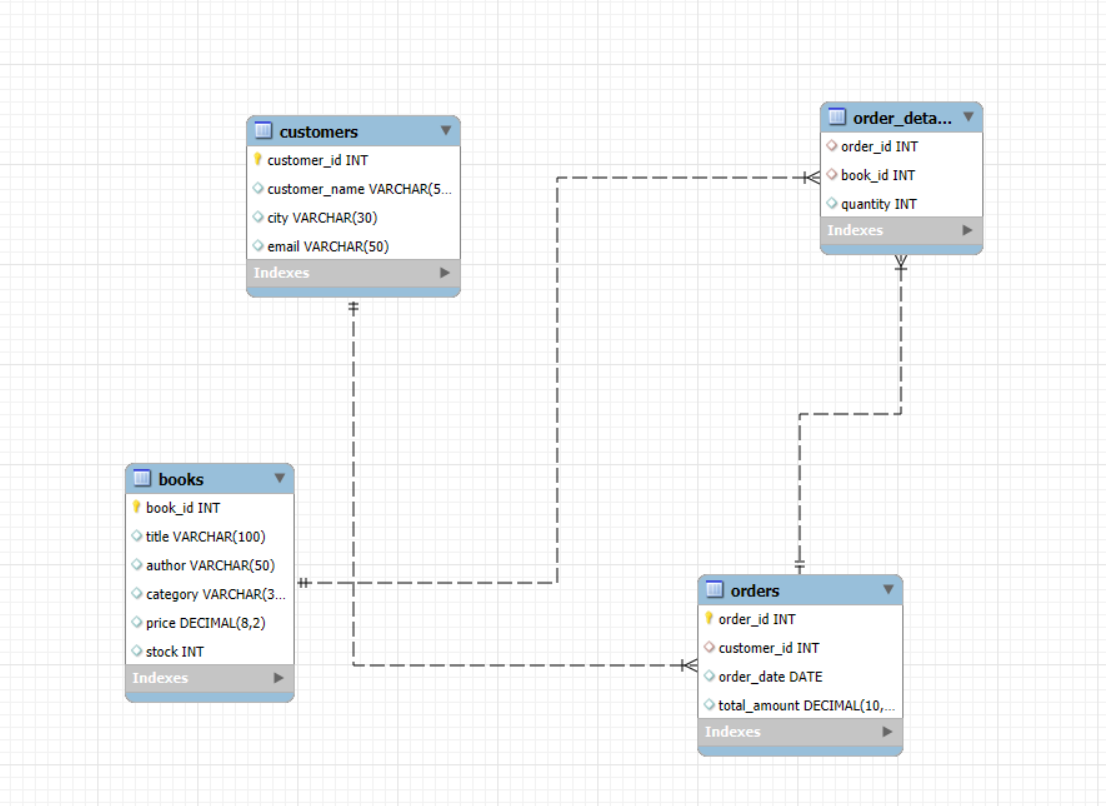 customers
customer_id INT
customer_name VARCHAR(5...
city VARCHAR(30)
email VARCHAR(50)
Indexes
order_deta...
order_id INT
book_id INT
quantity INT
Indexes
books
book_id INT
title VARCHAR(100)
author VARCHAR(50)
category VARCHAR(3...
price DECIMAL(8,2)
stock INT
Indexes
orders
order_id INT
customer_id INT
order_date DATE
total_amount DECIMAL(10,...
Indexes